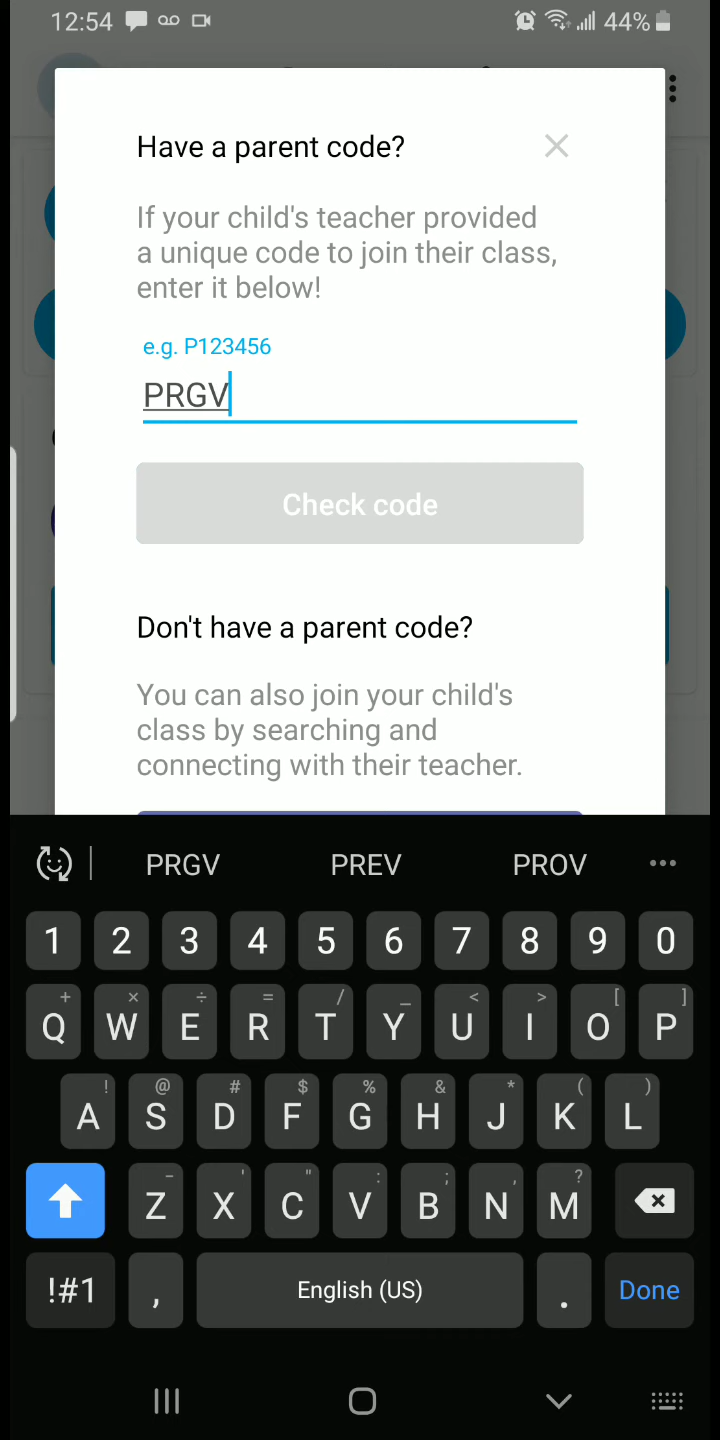 12:54 44%
Have a parent code?
If your child's teacher provided
a unique code to join their class,
enter it below!
e.g. P123456
PRGV
Check code
Don't have a parent code?
You can also join your child's
class by searching and
connecting with their teacher.
PRGV PREV PROV
1 2 3 4 5 6 7 8 9 0
+ × ÷ = / _ < > [ ]
Q W E R T Y U I O P
! @ # $ % & * ( )
A S D F G H J K L
- ' " : ; , ?
Z X C V B N M
!#1 , English (US) . Done